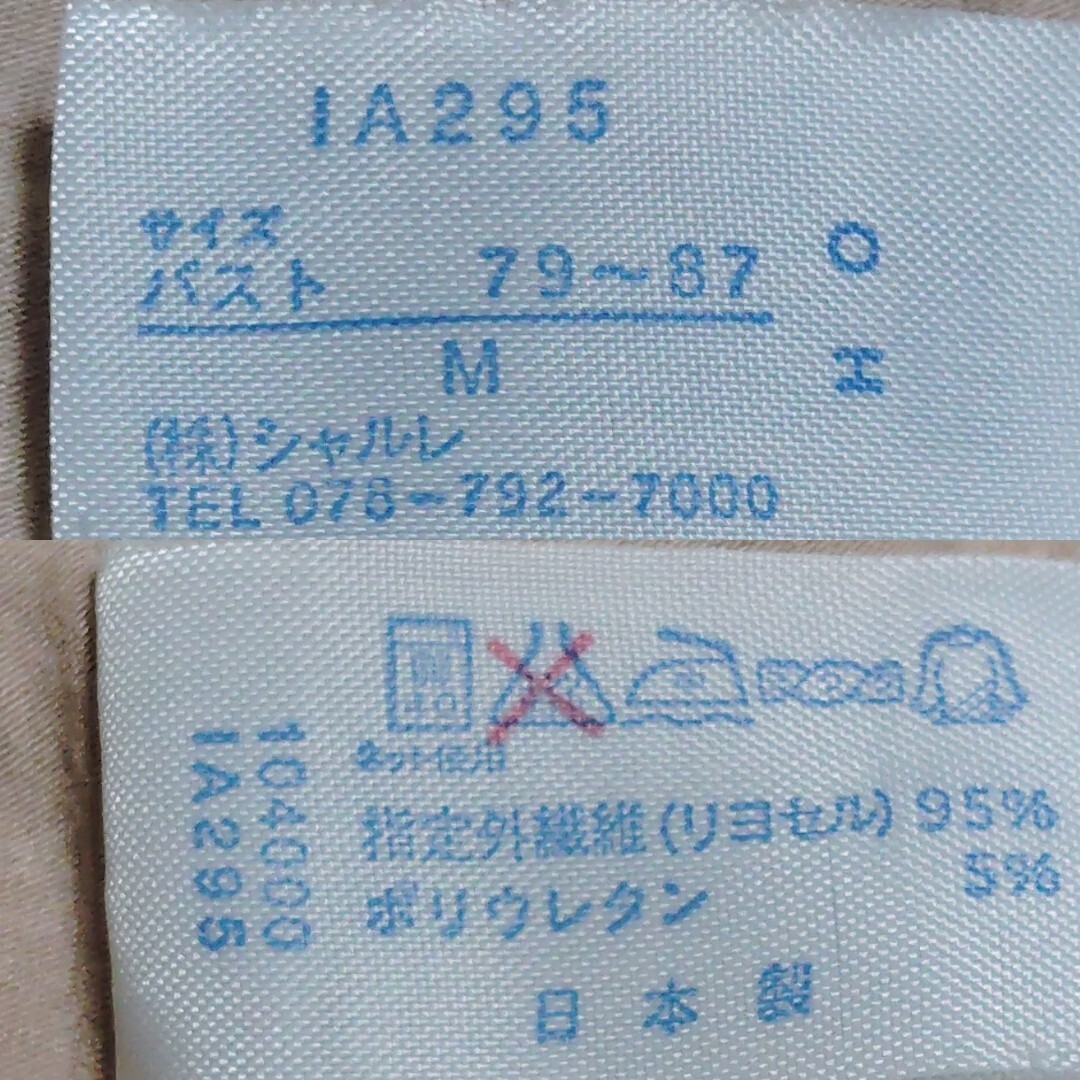 IA295
サイズ
バスト 79~87
M
O
H
(株)シャルレ
TEL 078-792-7000
ネット使用
指定外繊維(リヨセル) 95%
ポリウレタン 5%
日本製
104000
IA295